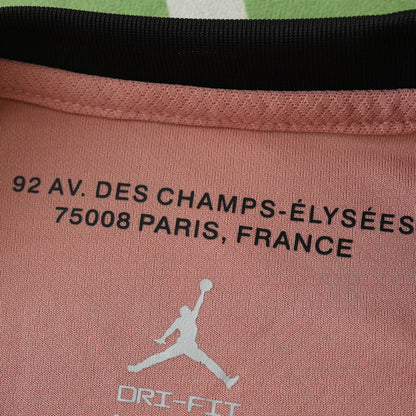 92 AV. DES CHAMPS-ÉLYSÉES
75008 PARIS, FRANCE
DRI-FIT